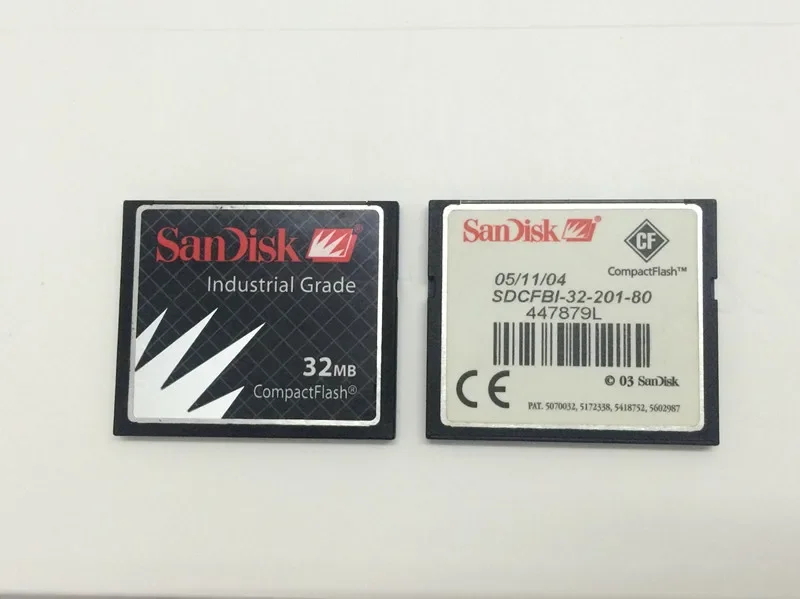 SanDisk®
Industrial Grade
32MB
CompactFlash®
SanDisk®
CF
CompactFlash™
05/11/04
SDCFBI-32-201-80
447879L
CE
© 03 SanDisk
PAT. 5070032, 5172338, 5418752, 5602987